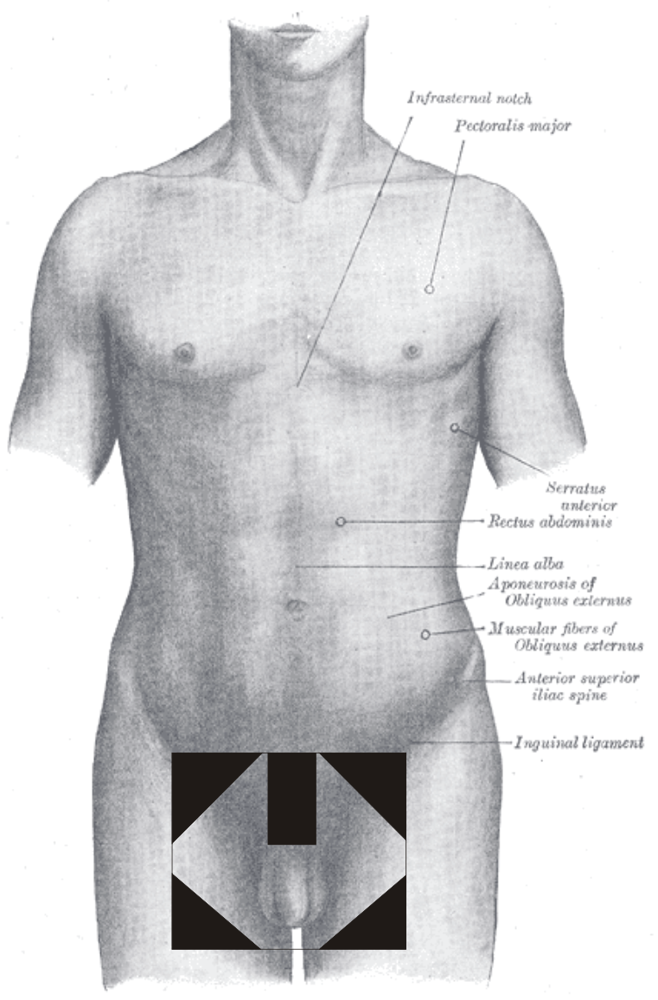 Infrasternal notch
Pectoralis major
Serratus
anterior
Rectus abdominis
Linea alba
Aponeurosis of
Obliquus externus
Muscular fibers of
Obliquus externus
Anterior superior
iliac spine
Inguinal ligament